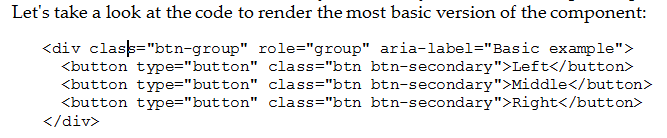 Let's take a look at the code to render the most basic version of the component:
<div class="btn-group" role="group" aria-label="Basic example">
<button type="button" class="btn btn-secondary">Left</button>
<button type="button" class="btn btn-secondary">Middle</button>
<button type="button" class="btn btn-secondary">Right</button>
</div>